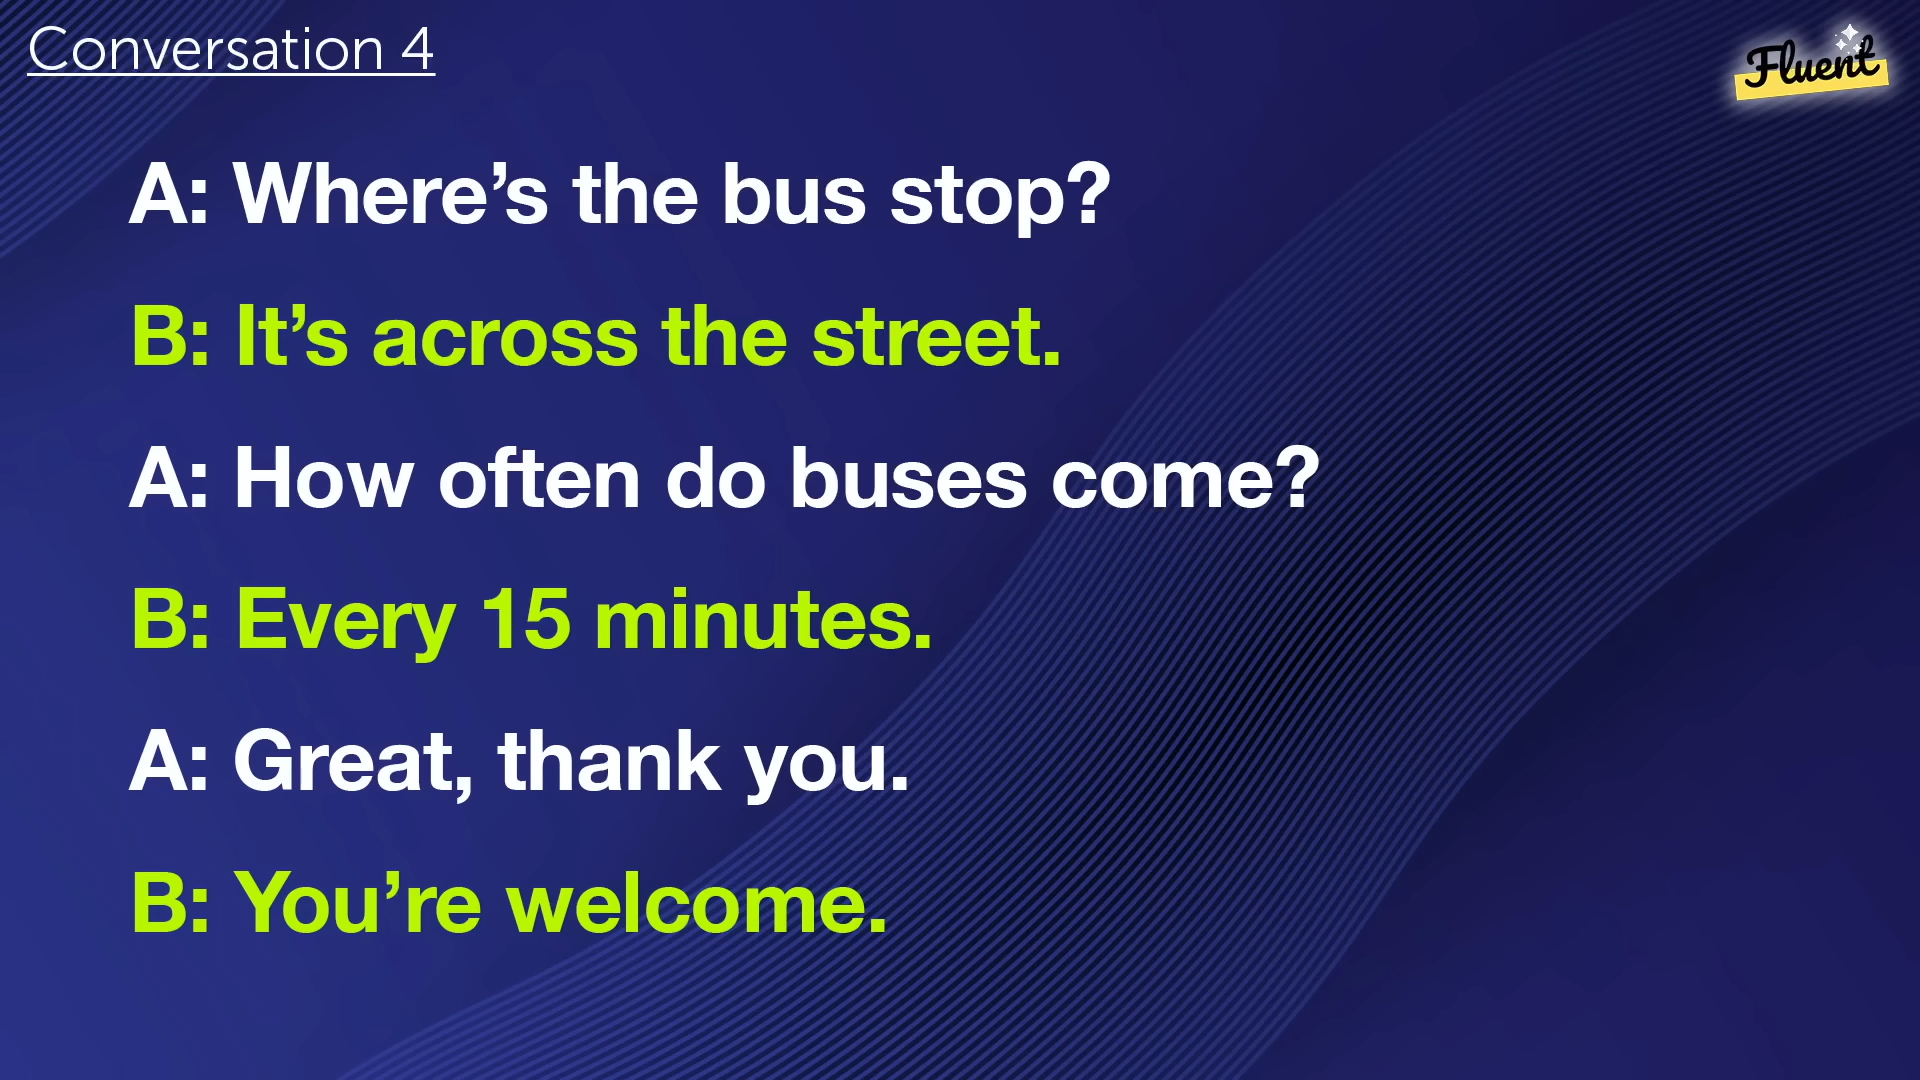 Conversation 4
Fluent
A: Where’s the bus stop?
B: It’s across the street.
A: How often do buses come?
B: Every 15 minutes.
A: Great, thank you.
B: You’re welcome.